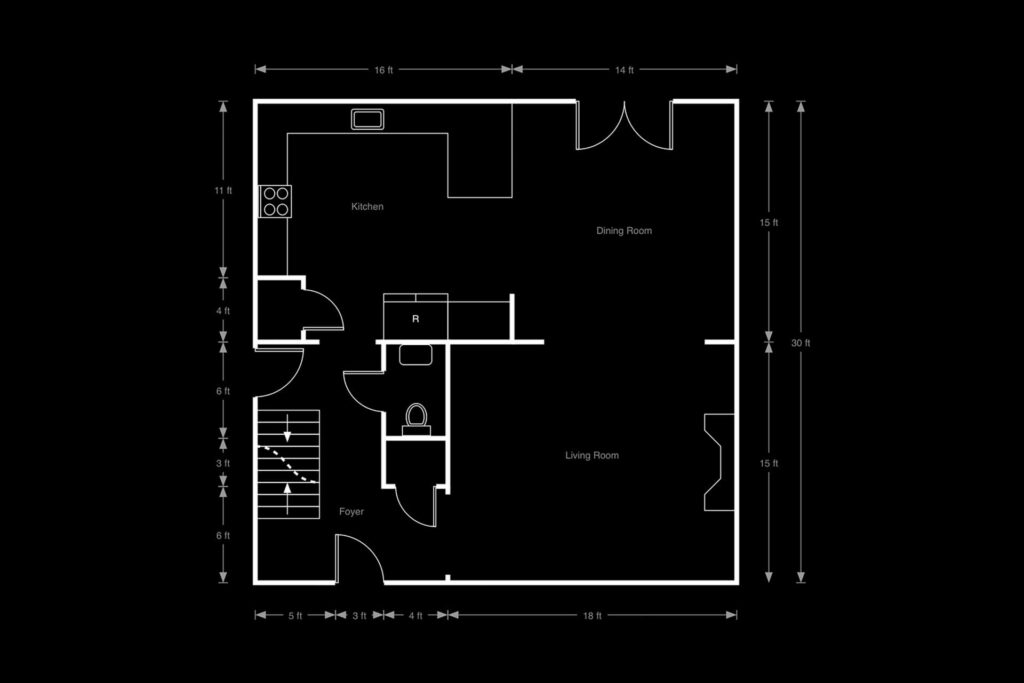 16 ft
14 ft
11 ft
Kitchen
15 ft
Dining Room
4 ft
R
30 ft
6 ft
3 ft
Living Room
15 ft
Foyer
6 ft
5 ft
3 ft
4 ft
18 ft